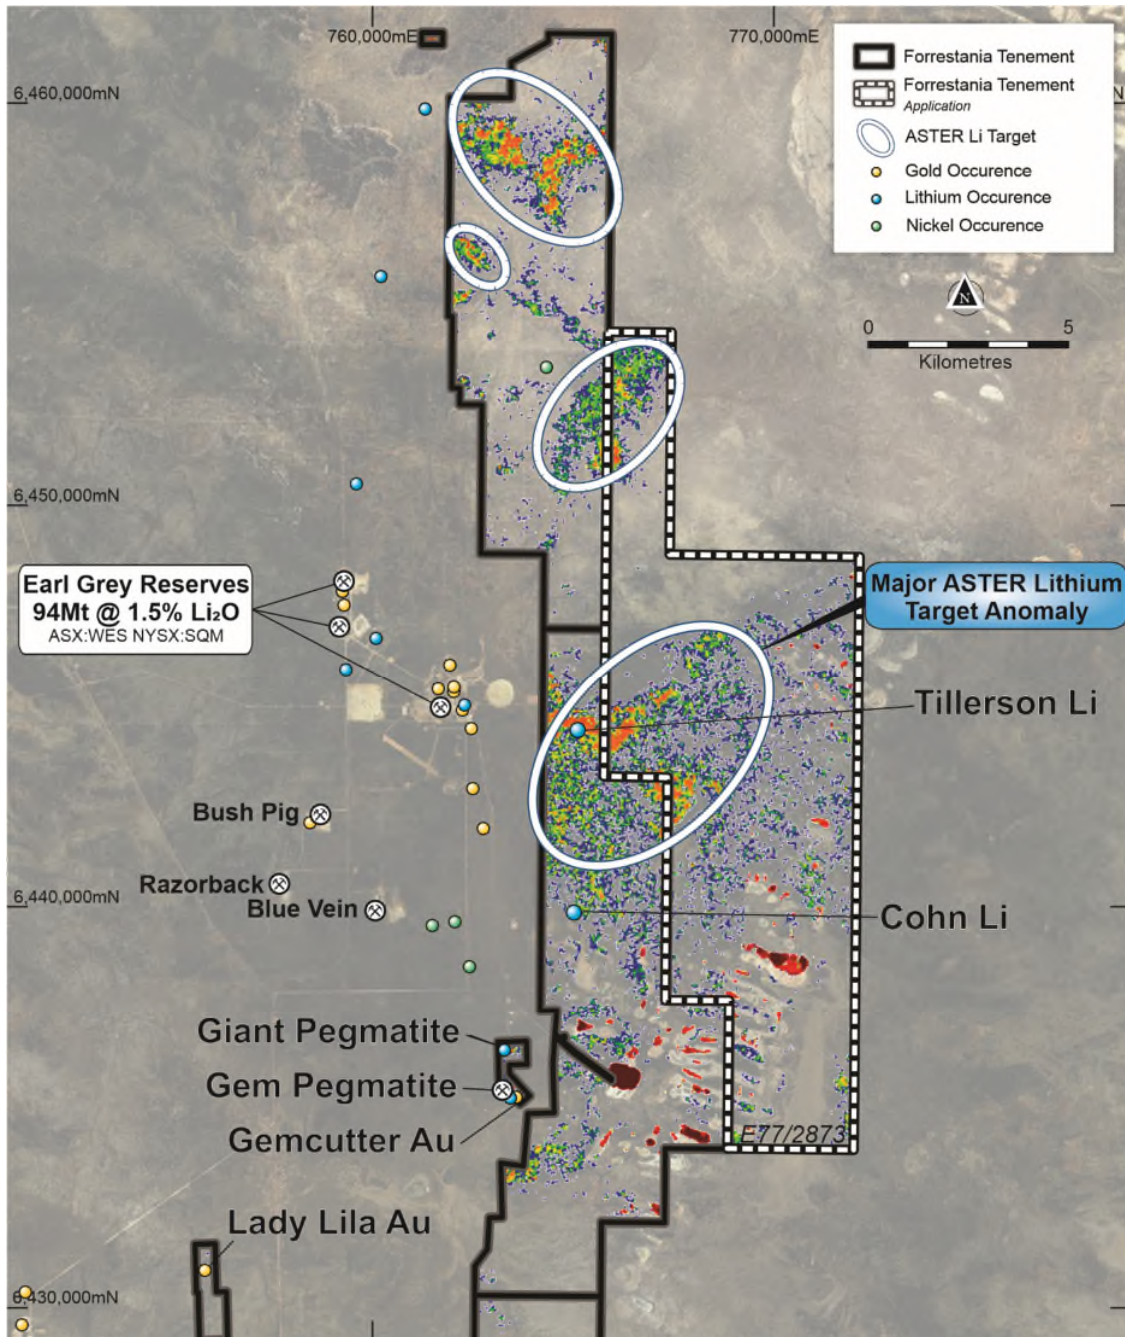 760,000mE
770,000mE
6,460,000mN
N
Forrestania Tenement
Forrestania Tenement
Application
ASTER Li Target
Gold Occurence
Lithium Occurence
Nickel Occurence
N
0
5
Kilometres
6,450,000mN
Earl Grey Reserves
94Mt @ 1.5% Li₂O
ASX:WES NYSX:SQM
Major ASTER Lithium
Target Anomaly
Tillerson Li
Bush Pig
Razorback
Blue Vein
6,440,000mN
Cohn Li
Giant Pegmatite
Gem Pegmatite
Gemcutter Au
E77/2873
Lady Lila Au
6,430,000mN